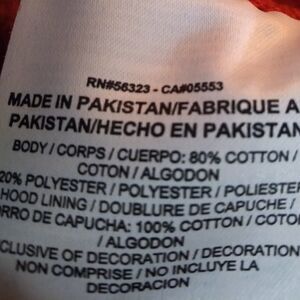 RN#56323 - CA#05553
MADE IN PAKISTAN/FABRIQUE A
PAKISTAN/HECHO EN PAKISTAN
BODY / CORPS / CUERPO: 80% COTTON /
COTON / ALGODON
20% POLYESTER / POLYESTER / POLIESTER
HOOD LINING / DOUBLURE DE CAPUCHE /
ORRO DE CAPUCHA: 100% COTTON / COTO
/ ALGODON
CLUSIVE OF DECORATION / DECORATION
NON COMPRISE / NO INCLUYE LA
DECORACION